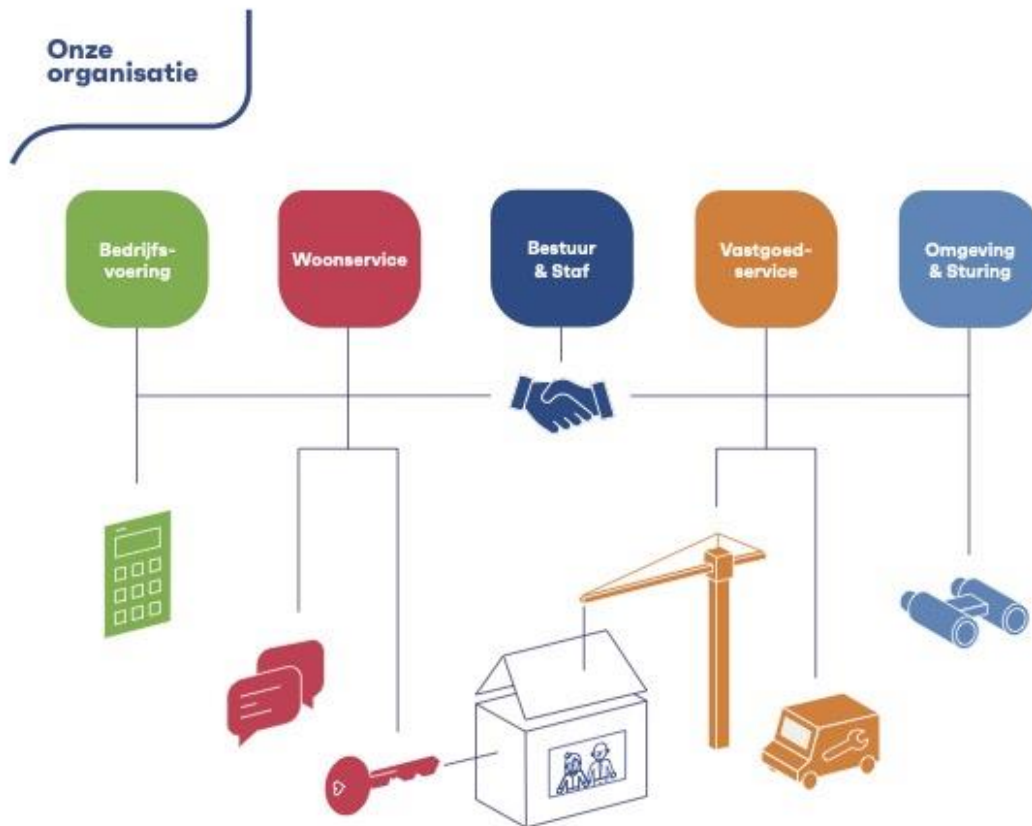 Onze
organisatie
Bedrijfs-
voering
Woonservice
Bestuur
& Staf
Vastgoed-
service
Omgeving
& Sturing